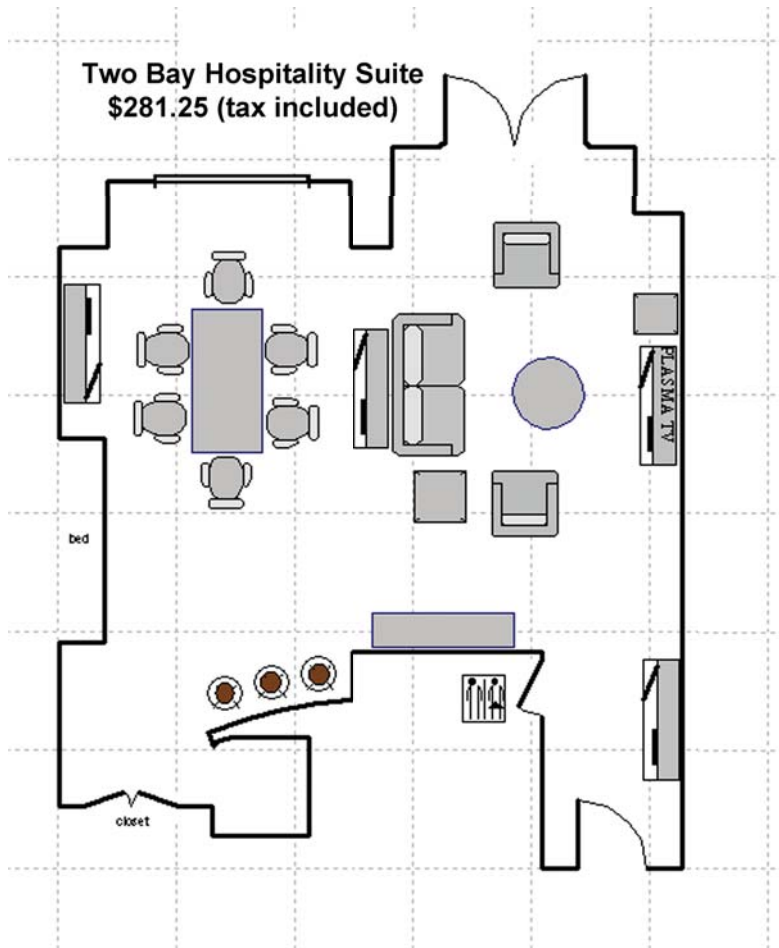 Two Bay Hospitality Suite
$281.25 (tax included)
PLASMA TV
bed
closet